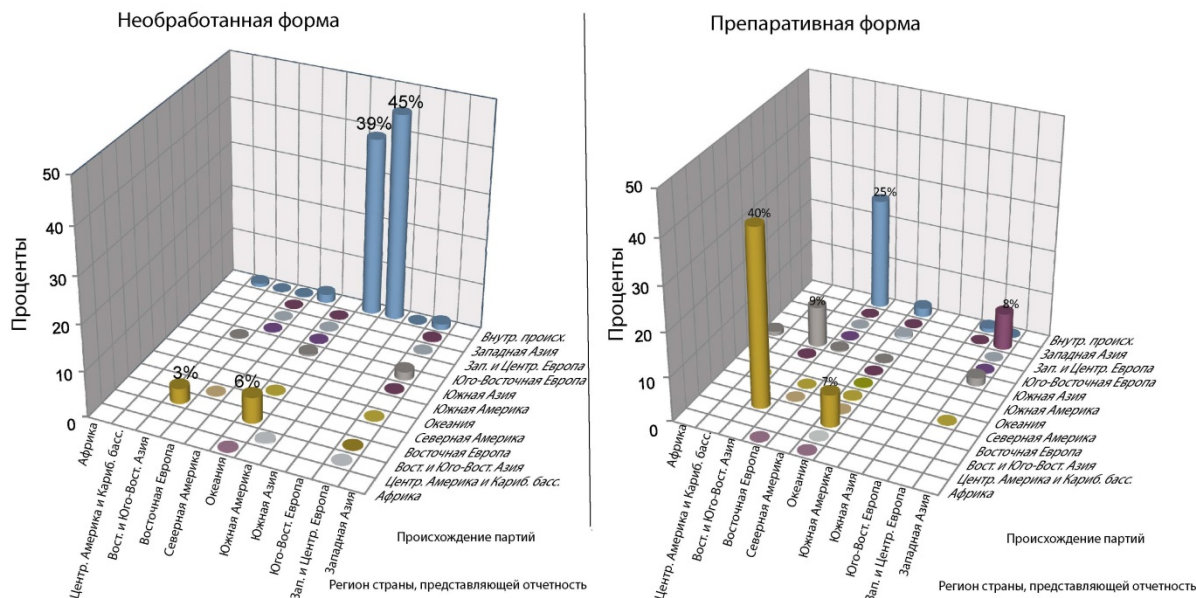 Необработанная форма
45%
39%
50
40
30
20
10
0
Проценты
3%
6%
Внутр. происх.
Западная Азия
Зап. и Центр. Европа
Юго-Восточная Европа
Южная Азия
Южная Америка
Океания
Северная Америка
Восточная Европа
Вост. и Юго-Вост. Азия
Центр. Америка и Кариб. басс.
Африка
Африка
Центр. Америка и Кариб. басс.
Вост. и Юго-Вост. Азия
Восточная Европа
Северная Америка
Океания
Южная Америка
Южная Азия
Юго-Вост. Европа
Зап. и Центр. Европа
Западная Азия
Происхождение партий
Регион страны, представляющей отчетность
Препаративная форма
50
40
30
20
10
0
Проценты
40%
9%
25%
7%
8%
Внутр. происх.
Западная Азия
Зап. и Центр. Европа
Юго-Восточная Европа
Южная Азия
Южная Америка
Океания
Северная Америка
Восточная Европа
Вост. и Юго-Вост. Азия
Центр. Америка и Кариб. басс.
Африка
Африка
Центр. Америка и Кариб. басс.
Вост. и Юго-Вост. Азия
Восточная Европа
Северная Америка
Океания
Южная Америка
Южная Азия
Юго-Вост. Европа
Зап. и Центр. Европа
Западная Азия
Происхождение партий
Регион страны, представляющей отчетность